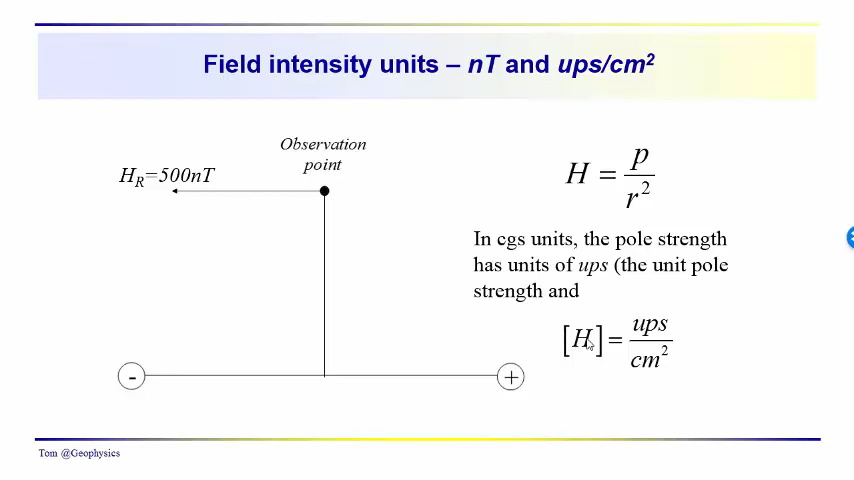 Field intensity units – nT and ups/cm²
Observation
point
H_R=500nT
H = p/r²
In cgs units, the pole strength
has units of ups (the unit pole
strength and
[H] = ups/cm²
- +
Tom @Geophysics